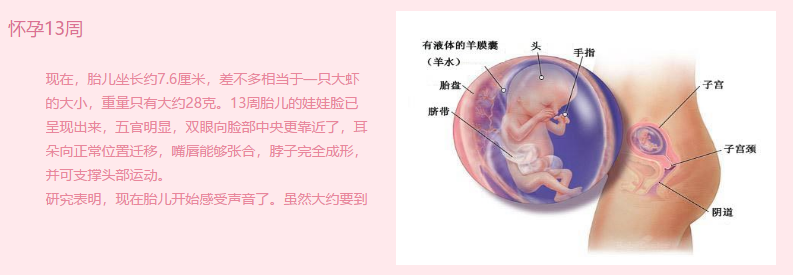 怀孕13周
现在，胎儿坐长约7.6厘米，差不多相当于一只大虾
的大小，重量只有大约28克。13周胎儿的娃娃脸已
呈现出来，五官明显，双眼向脸部中央更靠近了，耳
朵向正常位置迁移，嘴唇能够张合，脖子完全成形，
并可支撑头部运动。
研究表明，现在胎儿开始感受声音了。虽然大约要到
有液体的羊膜囊
（羊水）
头
手指
胎盘
脐带
子宫
子宫颈
阴道